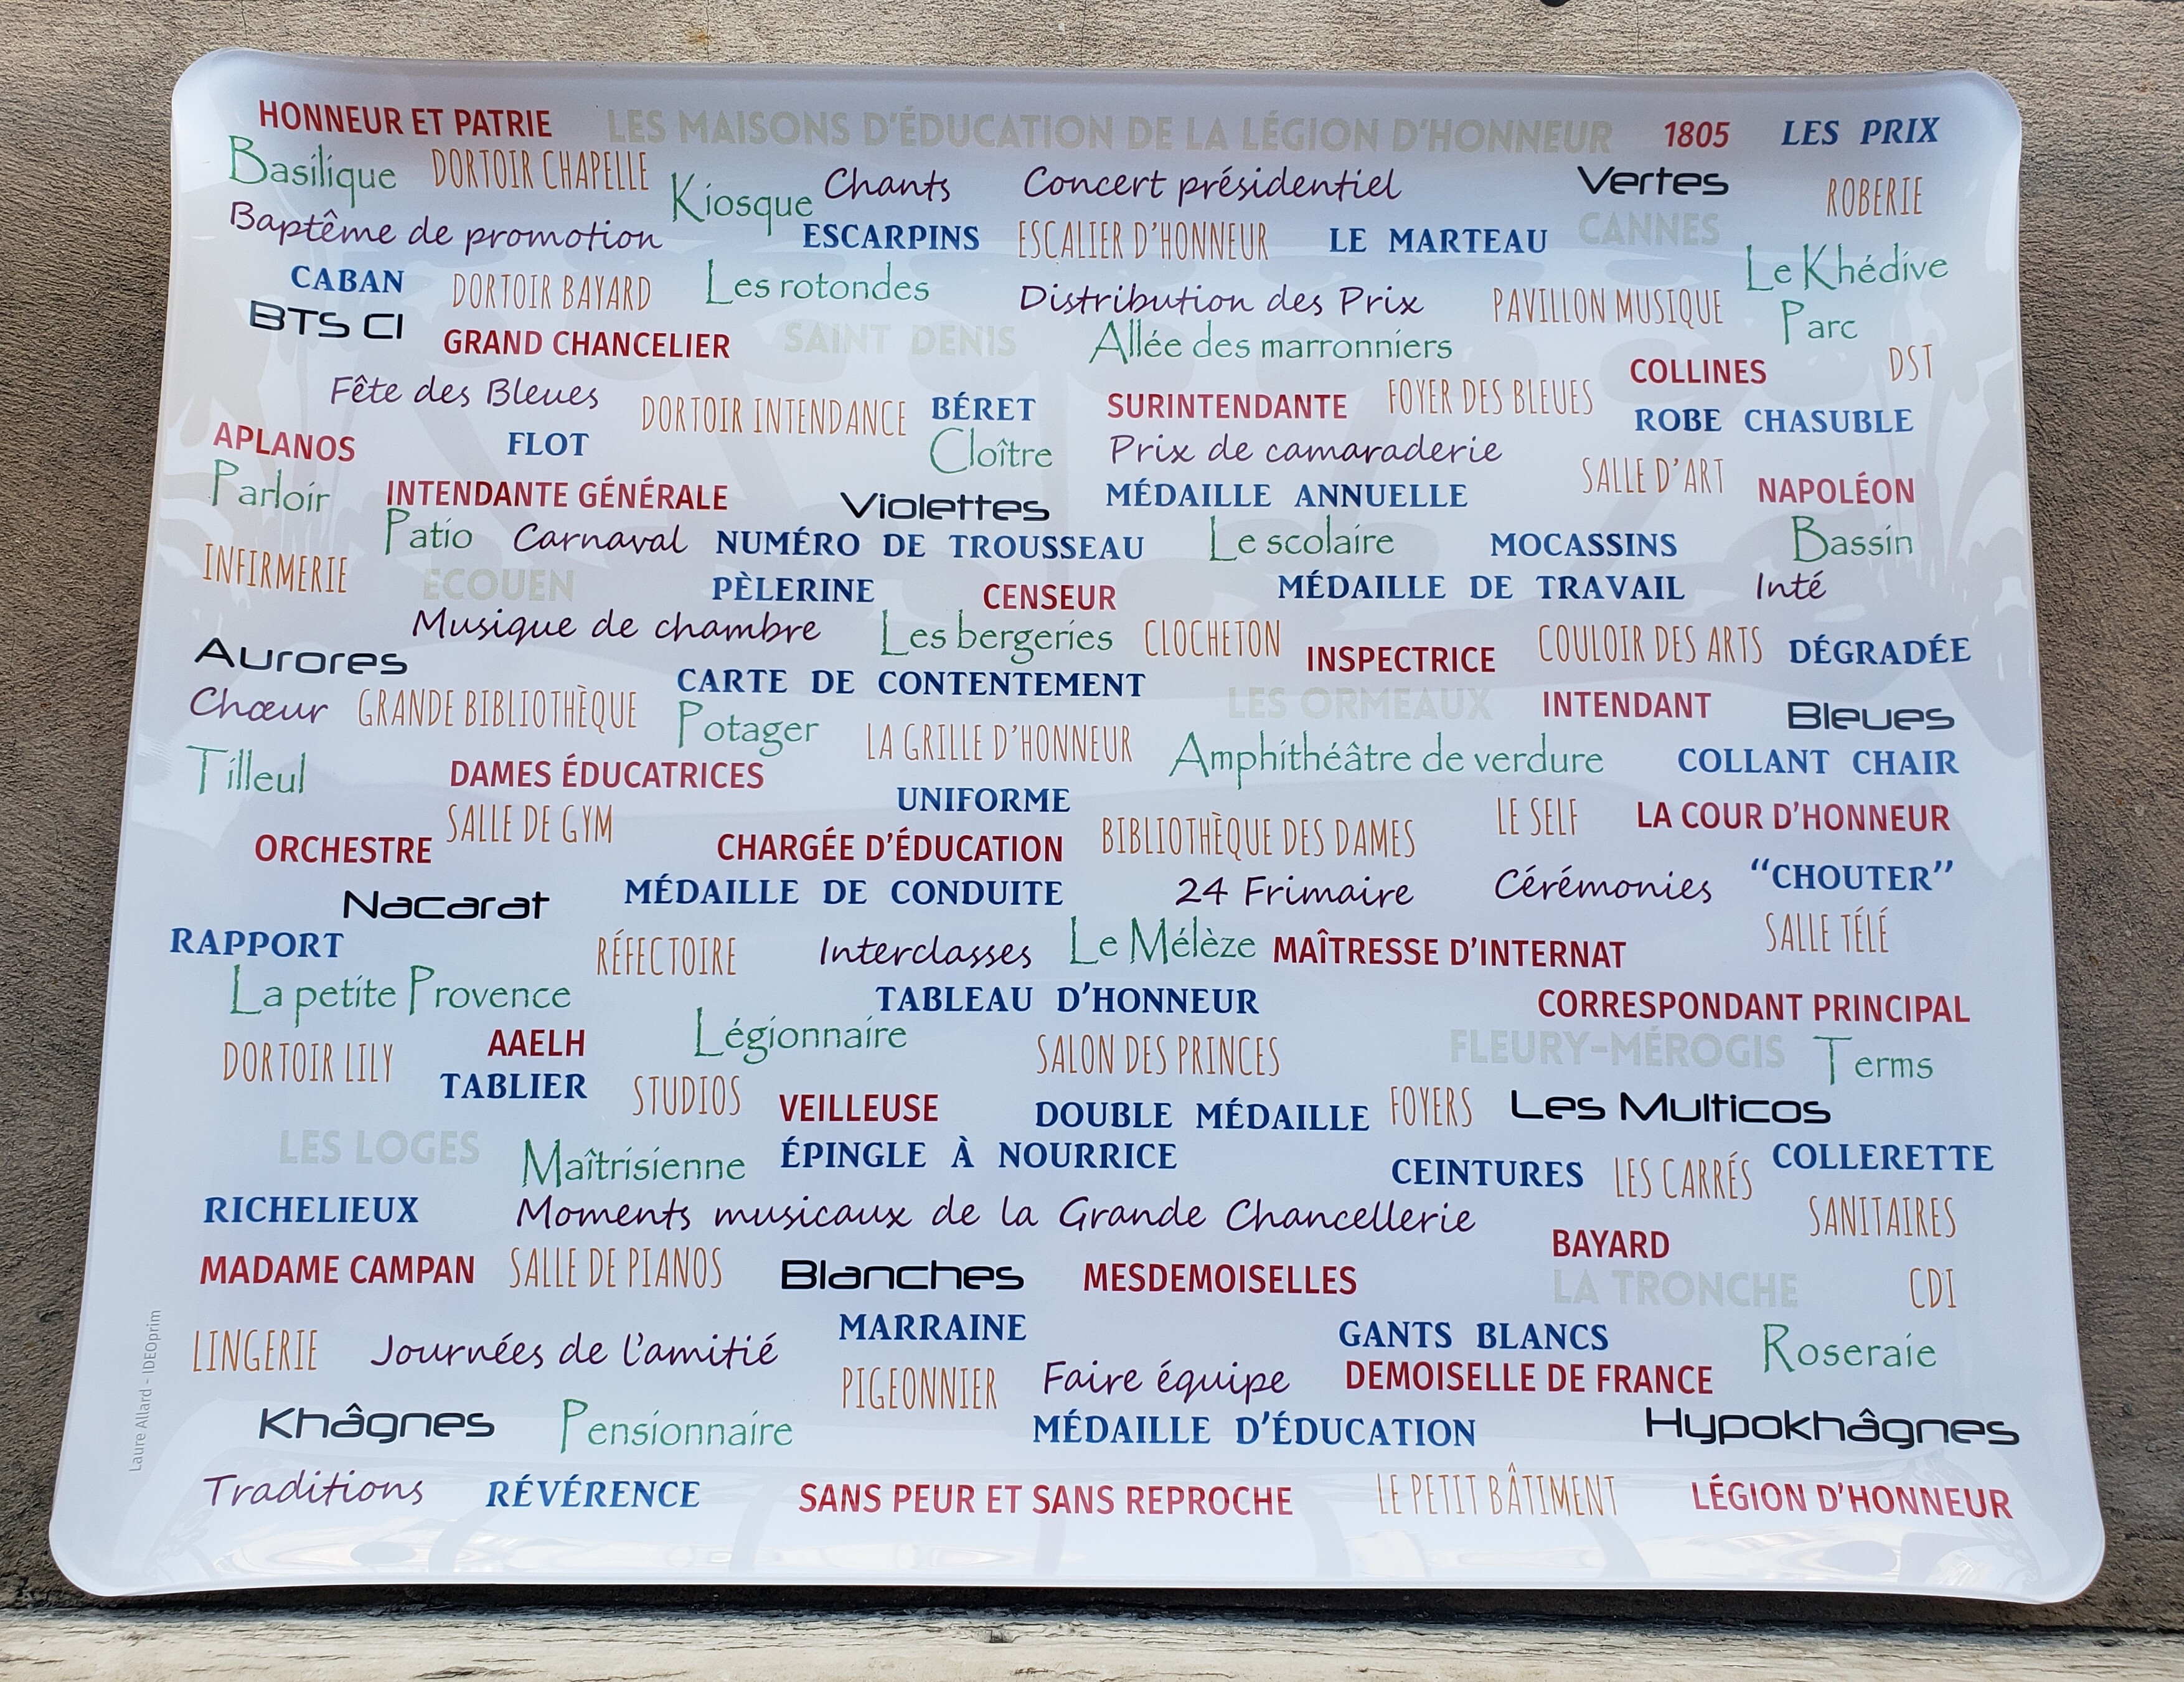 HONNEUR ET PATRIE LES MAISONS D'ÉDUCATION DE LA LÉGION D'HONNEUR 1805 LES PRIX
Basilique DORTOIR CHAPELLE Kiosque Chants Concert présidentiel Vertes ROBERIE
Baptême de promotion ESCARPINS ESCALIER D'HONNEUR LE MARTEAU CANNES
CABAN DORTOIR BAYARD Les rotondes Distribution des Prix PAVILLON MUSIQUE Le Khédive
BTS CI GRAND CHANCELIER SAINT DENIS Allée des marronniers Parc
Fête des Bleues DORTOIR INTENDANCE BÉRET SURINTENDANTE FOYER DES BLEUES COLLINES DST
APLANOS FLOT Cloître Prix de camaraderie ROBE CHASUBLE
Parloir INTENDANTE GÉNÉRALE Violettes MÉDAILLE ANNUELLE SALLE D'ART NAPOLÉON
Patio Carnaval NUMÉRO DE TROUSSEAU Le scolaire MOCASSINS Bassin
INFIRMERIE ECOUEN PÈLERINE CENSEUR MÉDAILLE DE TRAVAIL Inté
Musique de chambre Les bergeries CLOCHETON INSPECTRICE COULOIR DES ARTS DÉGRADÉE
Aurores CARTE DE CONTENTEMENT
Chœur GRANDE BIBLIOTHÈQUE Potager LA GRILLE D'HONNEUR LES ORMEAUX INTENDANT Bleues
Tilleul DAMES ÉDUCATRICES Amphithéâtre de verdure COLLANT CHAIR
SALLE DE GYM UNIFORME LE SELF LA COUR D'HONNEUR
ORCHESTRE CHARGÉE D'ÉDUCATION BIBLIOTHÈQUE DES DAMES
Nacarat MÉDAILLE DE CONDUITE 24 Frimaire Cérémonies “CHOUTER”
RAPPORT RÉFECTOIRE Interclasses Le Mélèze MAÎTRESSE D'INTERNAT SALLE TÉLÉ
La petite Provence TABLEAU D'HONNEUR CORRESPONDANT PRINCIPAL
DORTOIR LILY AAELH Légionnaire SALON DES PRINCES FLEURY-MÉROGIS Terms
TABLIER STUDIOS VEILLEUSE DOUBLE MÉDAILLE FOYERS Les Multicos
LES LOGES Maîtrisienne ÉPINGLE À NOURRICE CEINTURES LES CARRÉS COLLERETTE
RICHELIEUX Moments musicaux de la Grande Chancellerie SANITAIRES
MADAME CAMPAN SALLE DE PIANOS Blanches MESDEMOISELLES BAYARD
LA TRONCHE CDI
LINGERIE Journées de l'amitié MARRAINE GANTS BLANCS Roseraie
PIGEONNIER Faire équipe DEMOISELLE DE FRANCE
Khâgnes Pensionnaire MÉDAILLE D'ÉDUCATION Hypokhâgnes
Traditions RÉVÉRENCE SANS PEUR ET SANS REPROCHE LE PETIT BÂTIMENT LÉGION D'HONNEUR
Laure Allard - IDEOprim